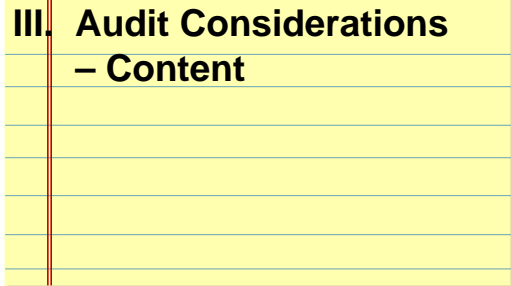 III. Audit Considerations
– Content